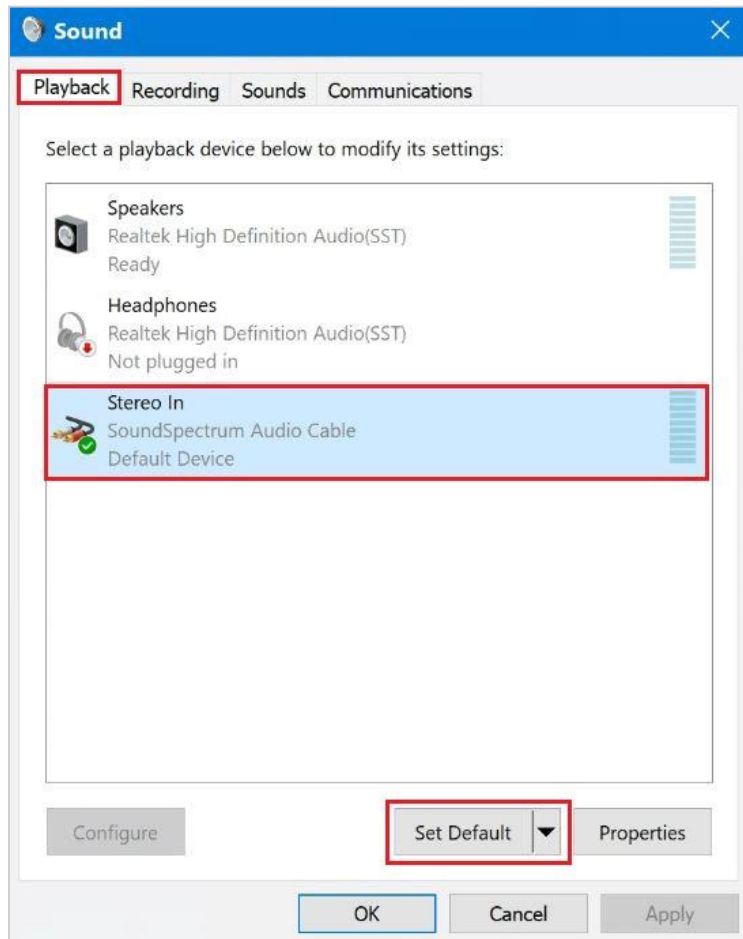 Sound
Playback Recording Sounds Communications
Select a playback device below to modify its settings:
Speakers
Realtek High Definition Audio(SST)
Ready
Headphones
Realtek High Definition Audio(SST)
Not plugged in
Stereo In
SoundSpectrum Audio Cable
Default Device
Configure Set Default Properties
OK Cancel Apply